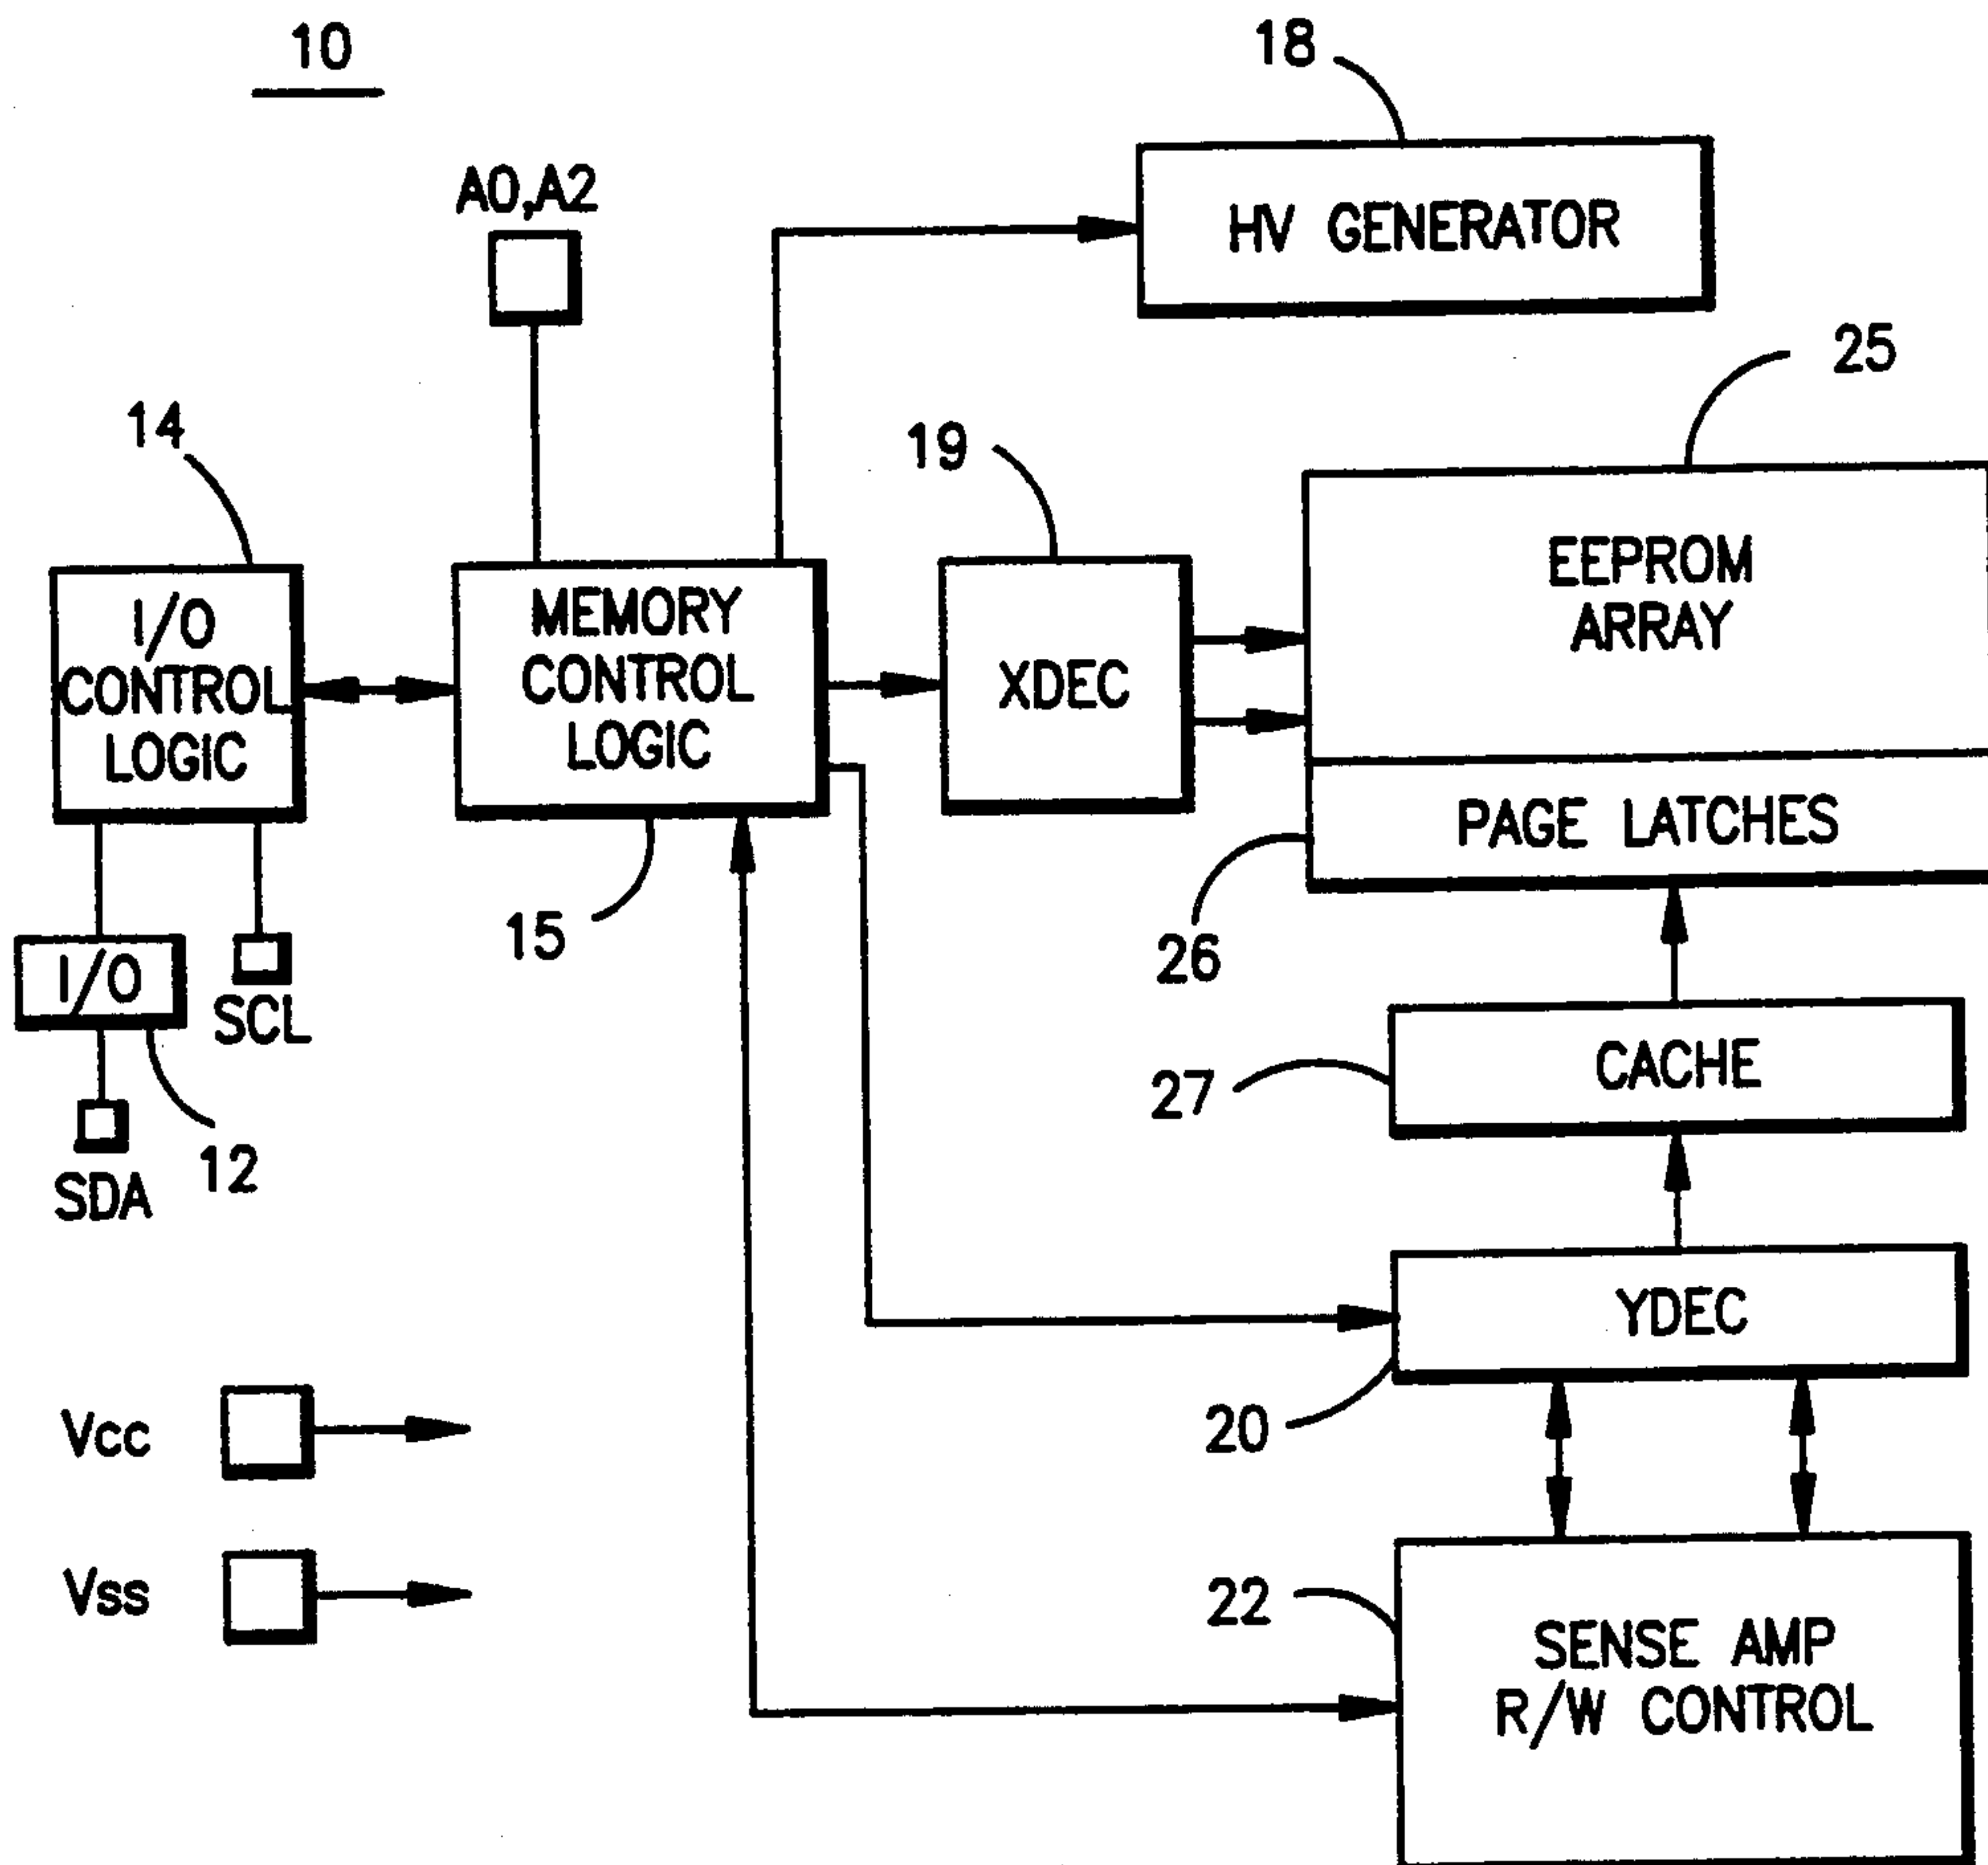 10
18
A0,A2
HV GENERATOR
25
14
19
I/O
CONTROL
LOGIC
MEMORY
CONTROL
LOGIC
XDEC
EEPROM
ARRAY
PAGE LATCHES
15
26
I/O
SCL
CACHE
27
12
SDA
YDEC
20
Vcc
Vss
22
SENSE AMP
R/W CONTROL